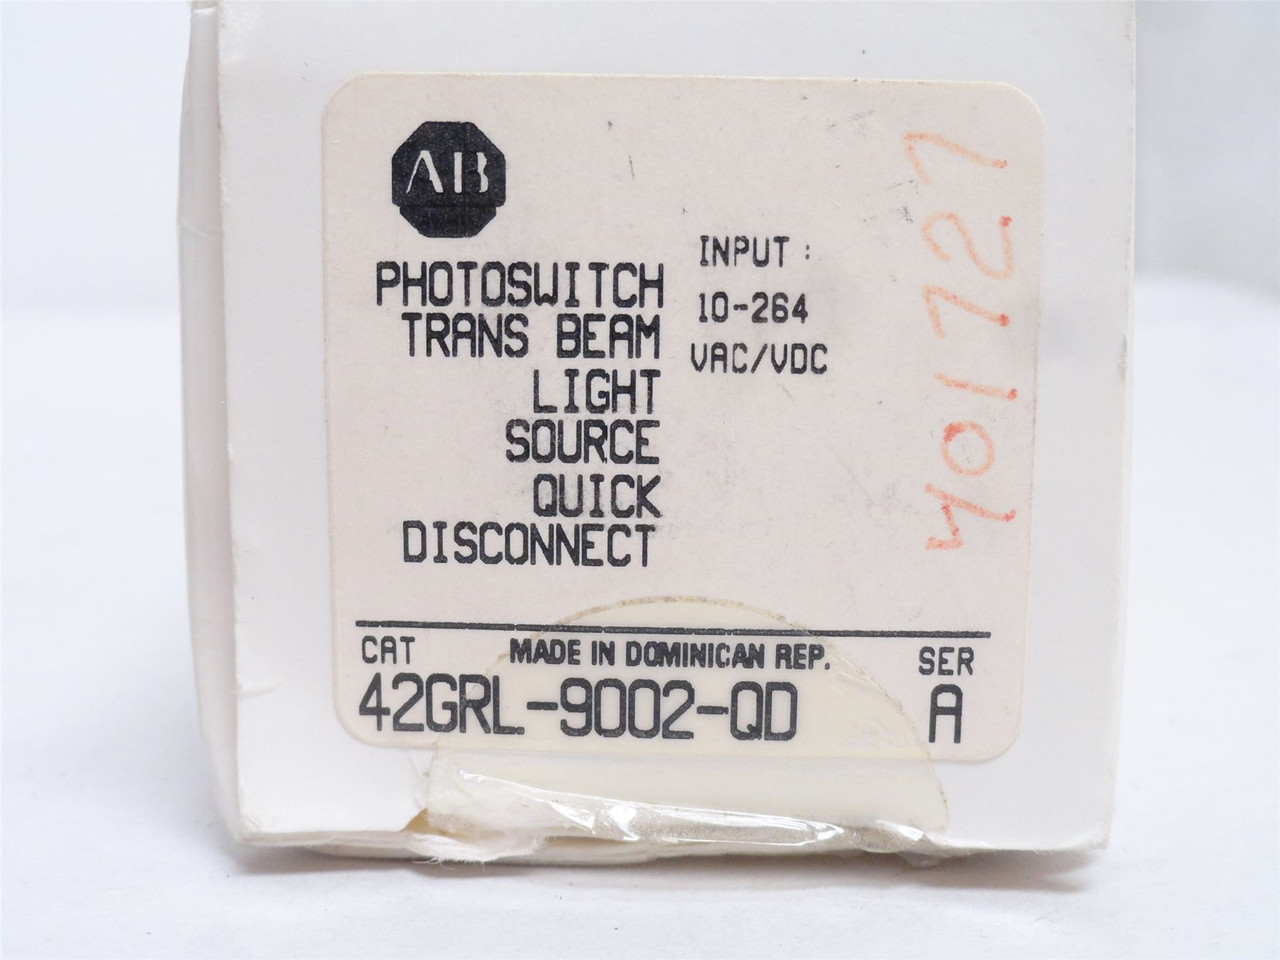 AB
PHOTOSWITCH
TRANS BEAM
LIGHT
SOURCE
QUICK
DISCONNECT
INPUT :
10-264
VAC/VDC
401727
CAT
MADE IN DOMINICAN REP.
SER
42GRL-9002-QD
A